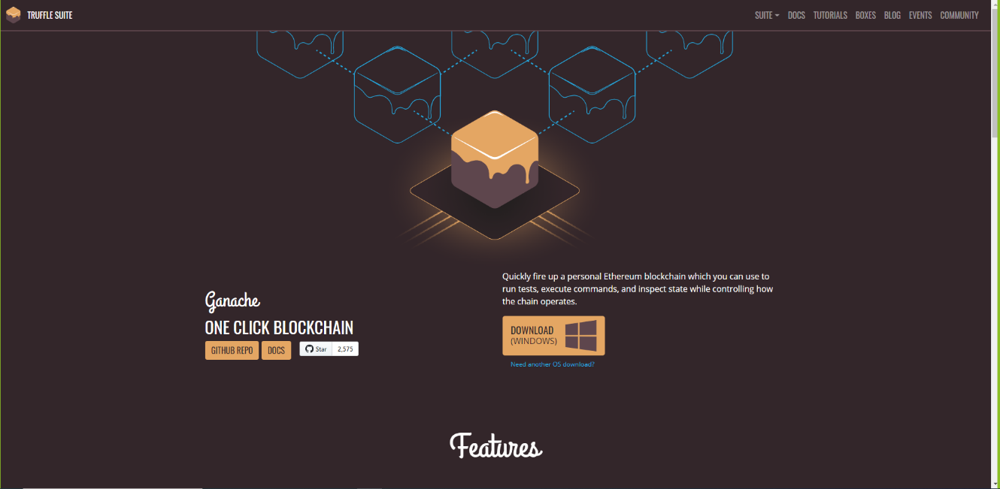 TRUFFLE SUITE
SUITE DOCS TUTORIALS BOXES BLOG EVENTS COMMUNITY
Ganache
ONE CLICK BLOCKCHAIN
GITHUB REPO DOCS Star 2,575
Quickly fire up a personal Ethereum blockchain which you can use to
run tests, execute commands, and inspect state while controlling how
the chain operates.
DOWNLOAD
(WINDOWS)
Need another OS download?
Features